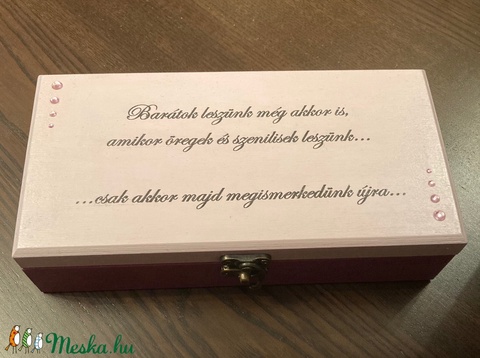 Barátok leszünk még akkor is,
amikor öregek és szenilisek leszünk...
...csak akkor majd megismerkedünk újra...
Meska.hu